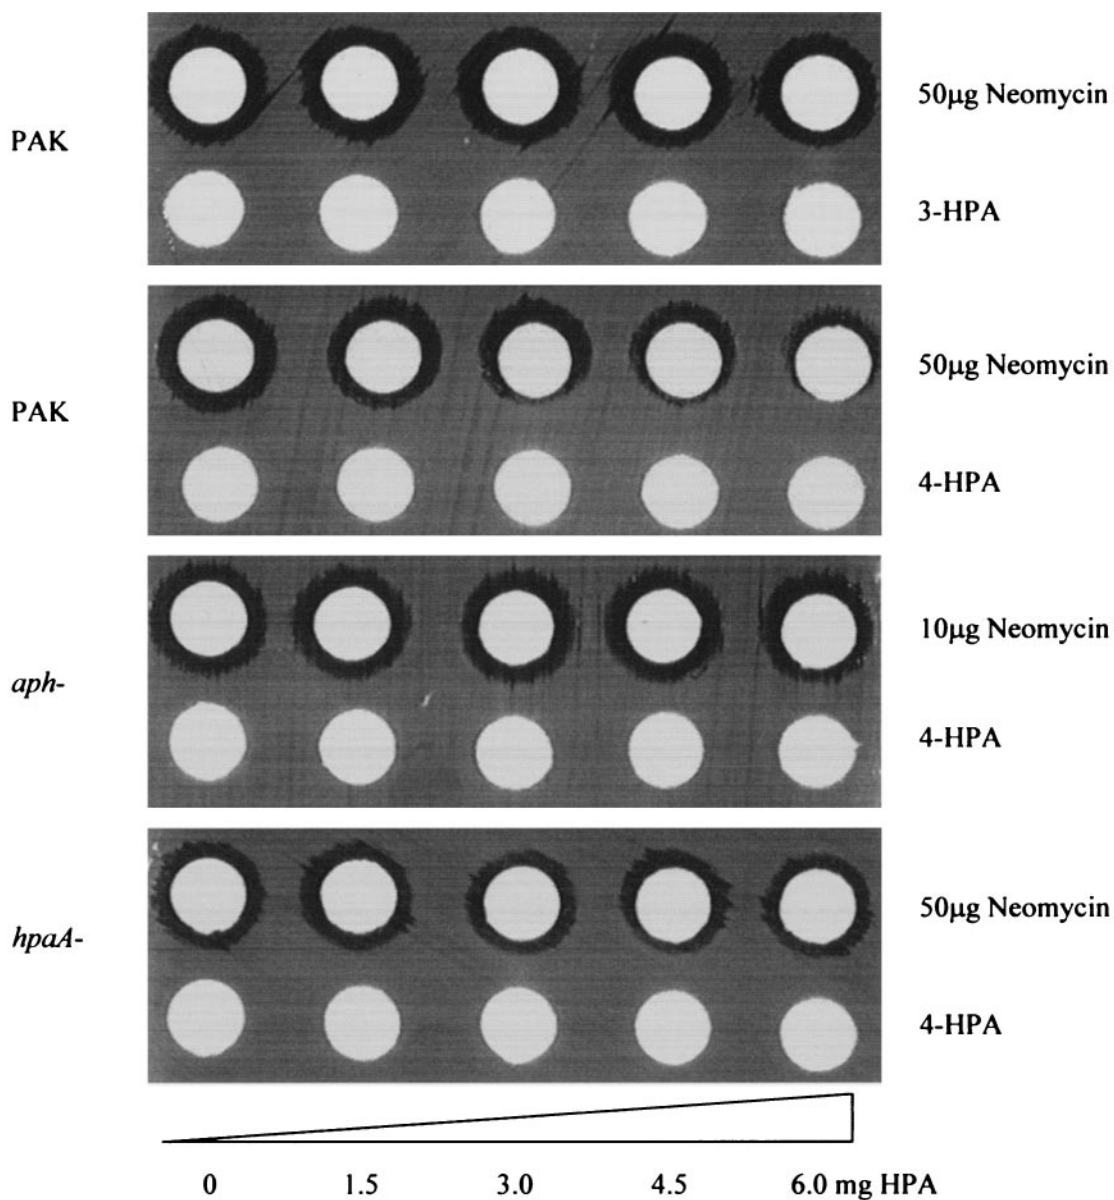 PAK
50µg Neomycin
3-HPA
PAK
50µg Neomycin
4-HPA
aph-
10µg Neomycin
4-HPA
hpaA-
50µg Neomycin
4-HPA
0 1.5 3.0 4.5 6.0 mg HPA